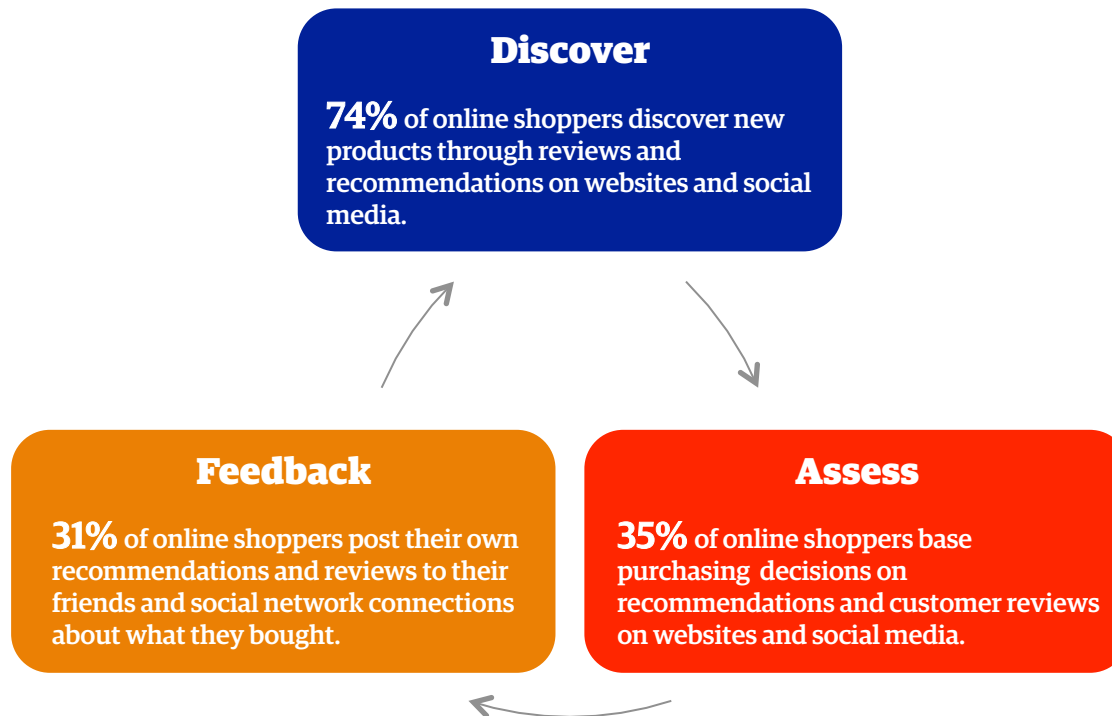 Discover
74% of online shoppers discover new
products through reviews and
recommendations on websites and social
media.
Feedback
31% of online shoppers post their own
recommendations and reviews to their
friends and social network connections
about what they bought.
Assess
35% of online shoppers base
purchasing  decisions on
recommendations and customer reviews
on websites and social media.